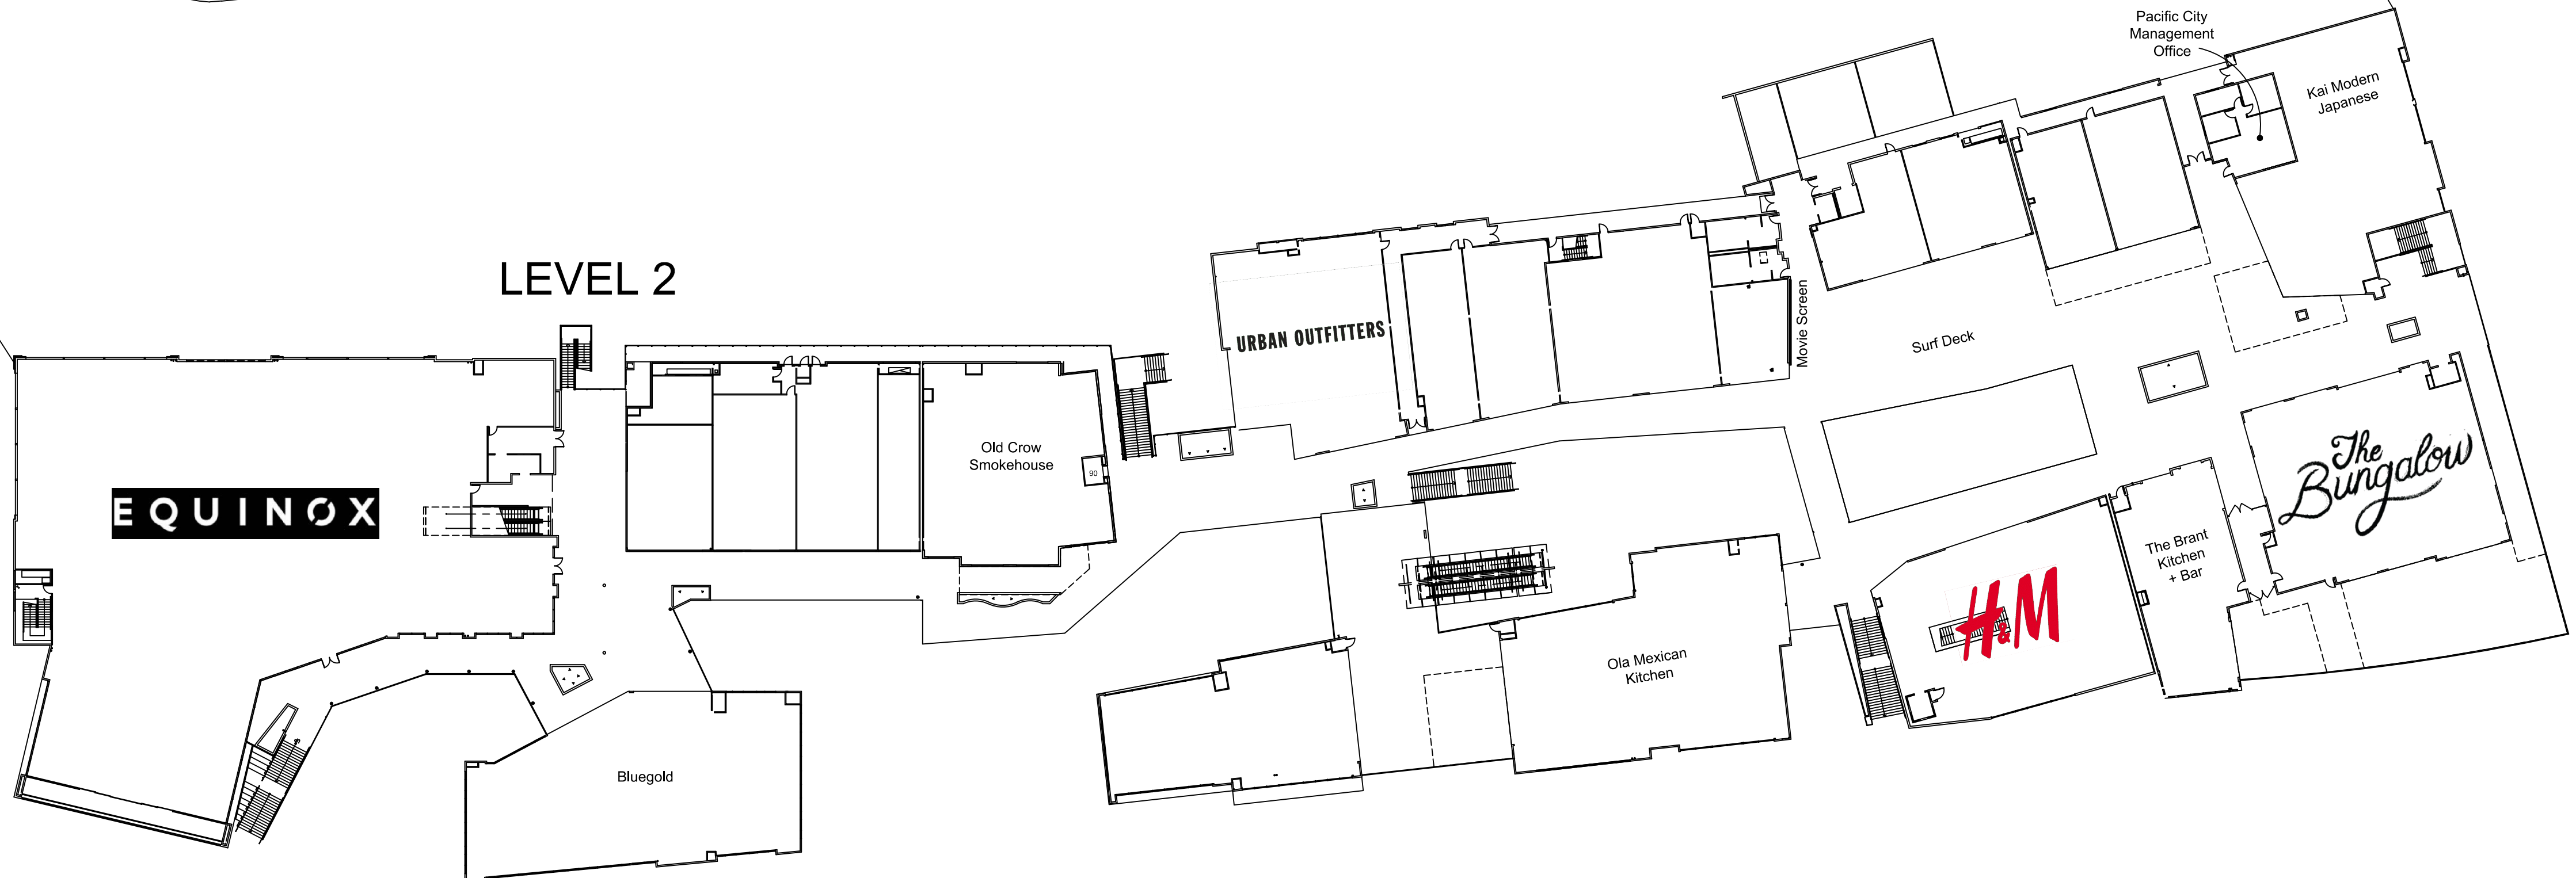 Pacific City
Management
Office
Kai Modern
Japanese
LEVEL 2
URBAN OUTFITTERS
Movie Screen
Surf Deck
Old Crow
Smokehouse
90
EQUINOX
The
Bungalow
The Brant
Kitchen
+ Bar
H&M
Ola Mexican
Kitchen
Bluegold